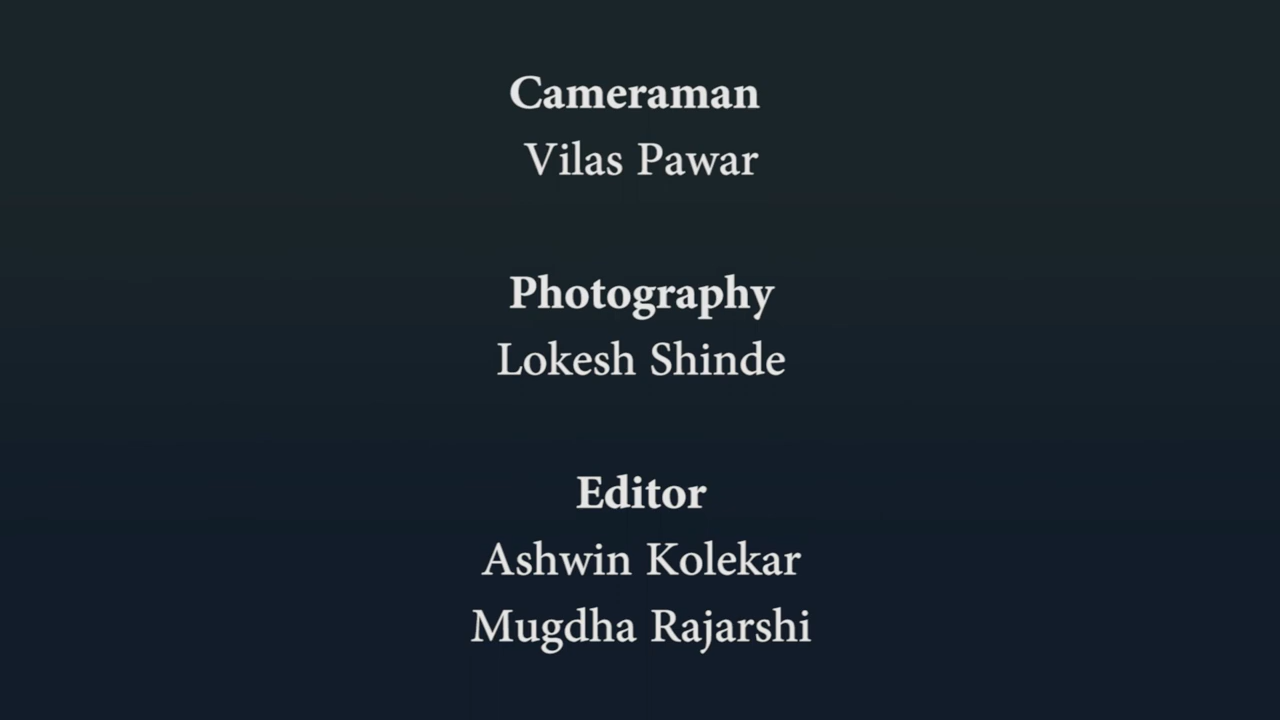 Cameraman
Vilas Pawar
Photography
Lokesh Shinde
Editor
Ashwin Kolekar
Mugdha Rajarshi